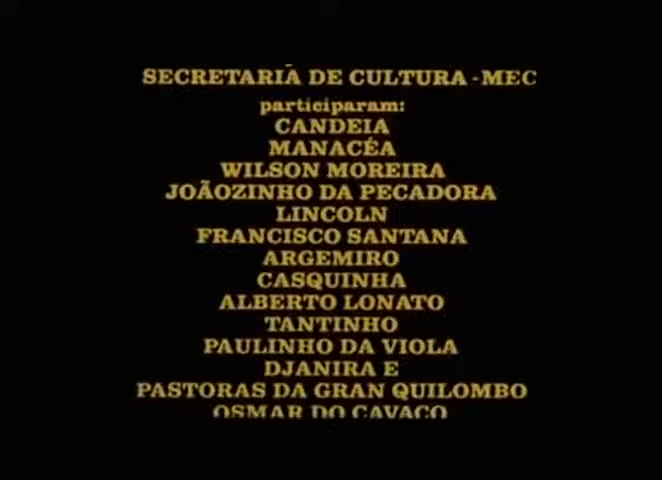 SECRETARIA DE CULTURA - MEC
participaram:
CANDEIA
MANACÉA
WILSON MOREIRA
JOÃOZINHO DA PECADORA
LINCOLN
FRANCISCO SANTANA
ARGEMIRO
CASQUINHA
ALBERTO LONATO
TANTINHO
PAULINHO DA VIOLA
DJANIRA E
PASTORAS DA GRAN QUILOMBO
OSMAR DO CAVACO